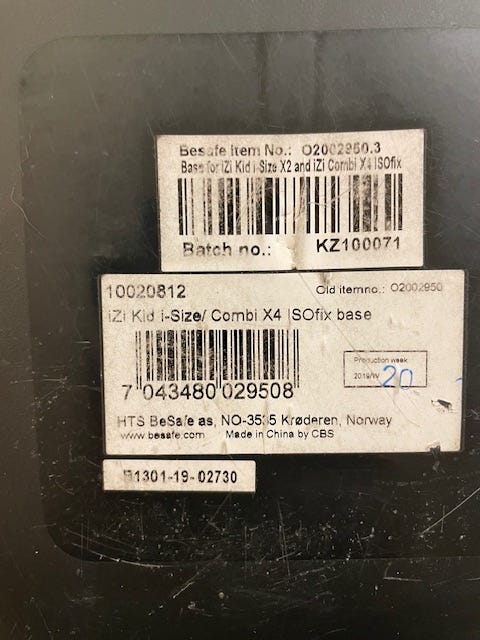 Besafe Item No.: O2002950.3
Base for iZi Kid i-Size X2 and iZi Combi X4 ISOfix
Batch no.: KZ100071
10020812 Old itemno.: O2002950
iZi Kid i-Size/ Combi X4 ISOfix base
Production week
2019/W 20
7 043480 029508
HTS BeSafe as, NO-3535 Krøderen, Norway
www.besafe.com Made in China by CBS
B1301-19-02730